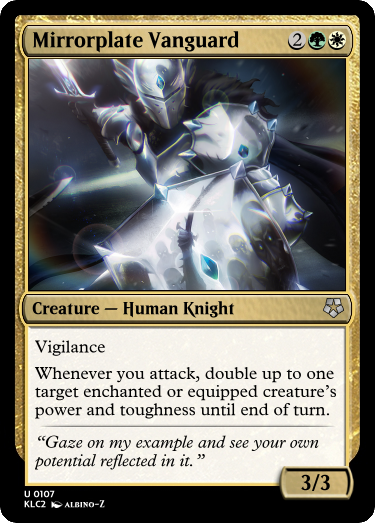 Mirrorplate Vanguard 2
Creature — Human Knight
Vigilance
Whenever you attack, double up to one
target enchanted or equipped creature's
power and toughness until end of turn.
"Gaze on my example and see your own
potential reflected in it."
3/3
U 0107
KLC2 ALBINO-Z